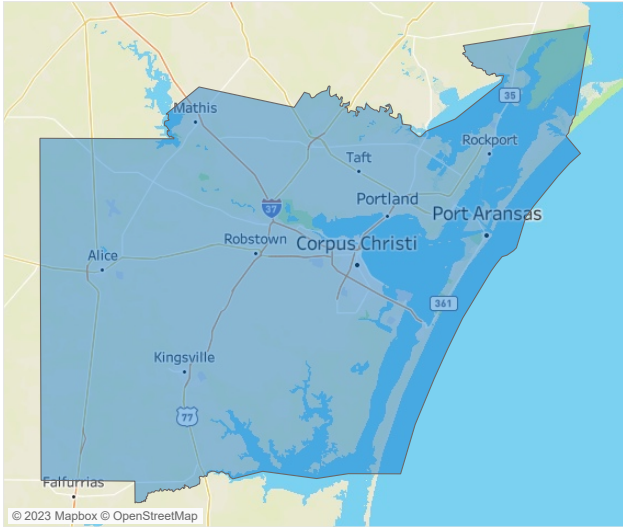 Mathis
35
Rockport
Taft
37
Portland
Port Aransas
Robstown
Corpus Christi
Alice
361
Kingsville
77
Falfurrias
© 2023 Mapbox © OpenStreetMap